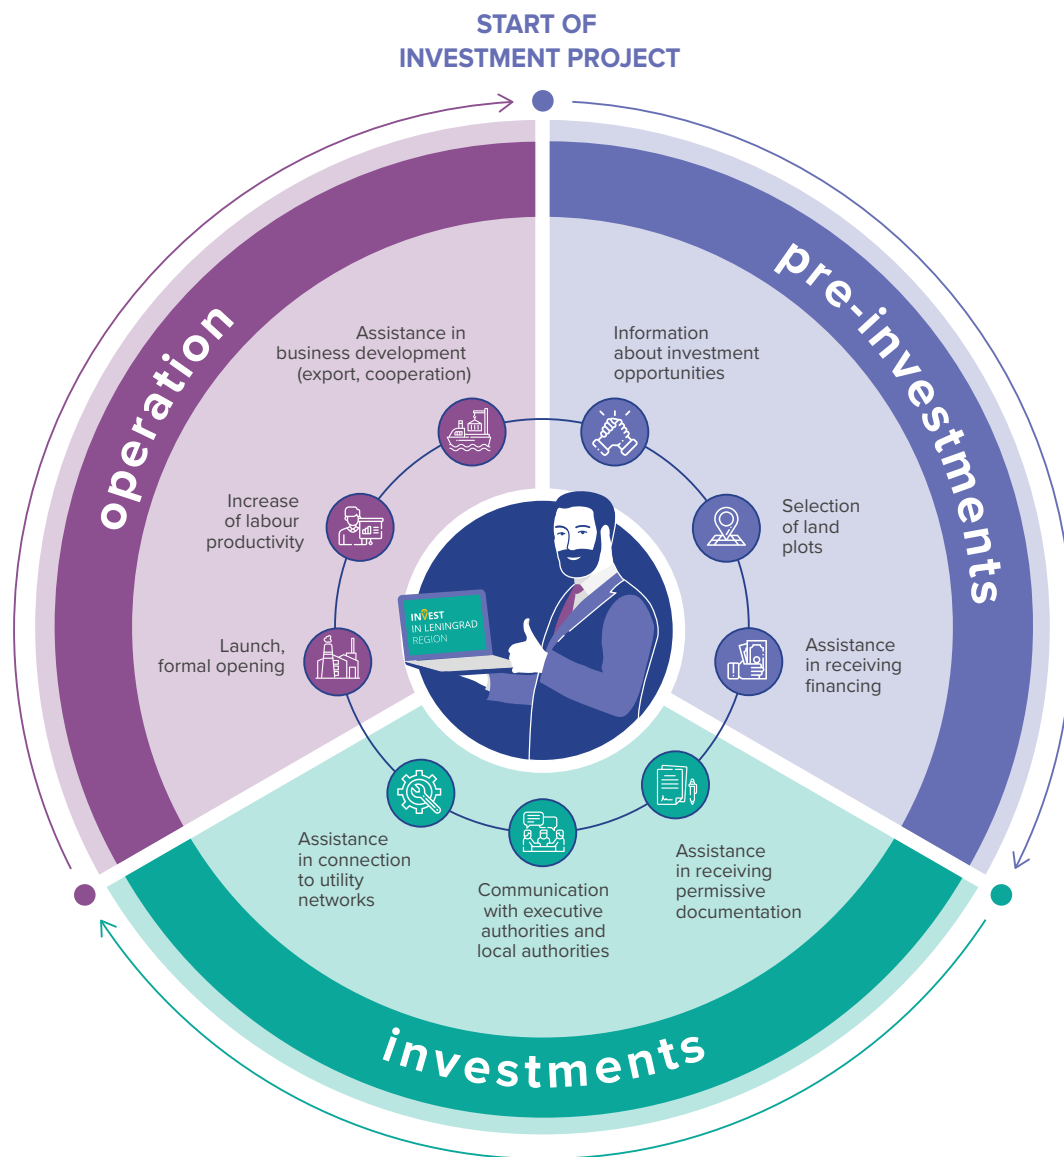 START OF
INVESTMENT PROJECT
pre-investments
Information
about investment
opportunities
Selection
of land
plots
Assistance
in receiving
financing
investments
Assistance
in receiving
permissive
documentation
Communication
with executive
authorities and
local authorities
Assistance
in connection
to utility
networks
operation
Launch,
formal opening
Increase
of labour
productivity
Assistance in
business development
(export, cooperation)
INVEST
IN LENINGRAD
REGION